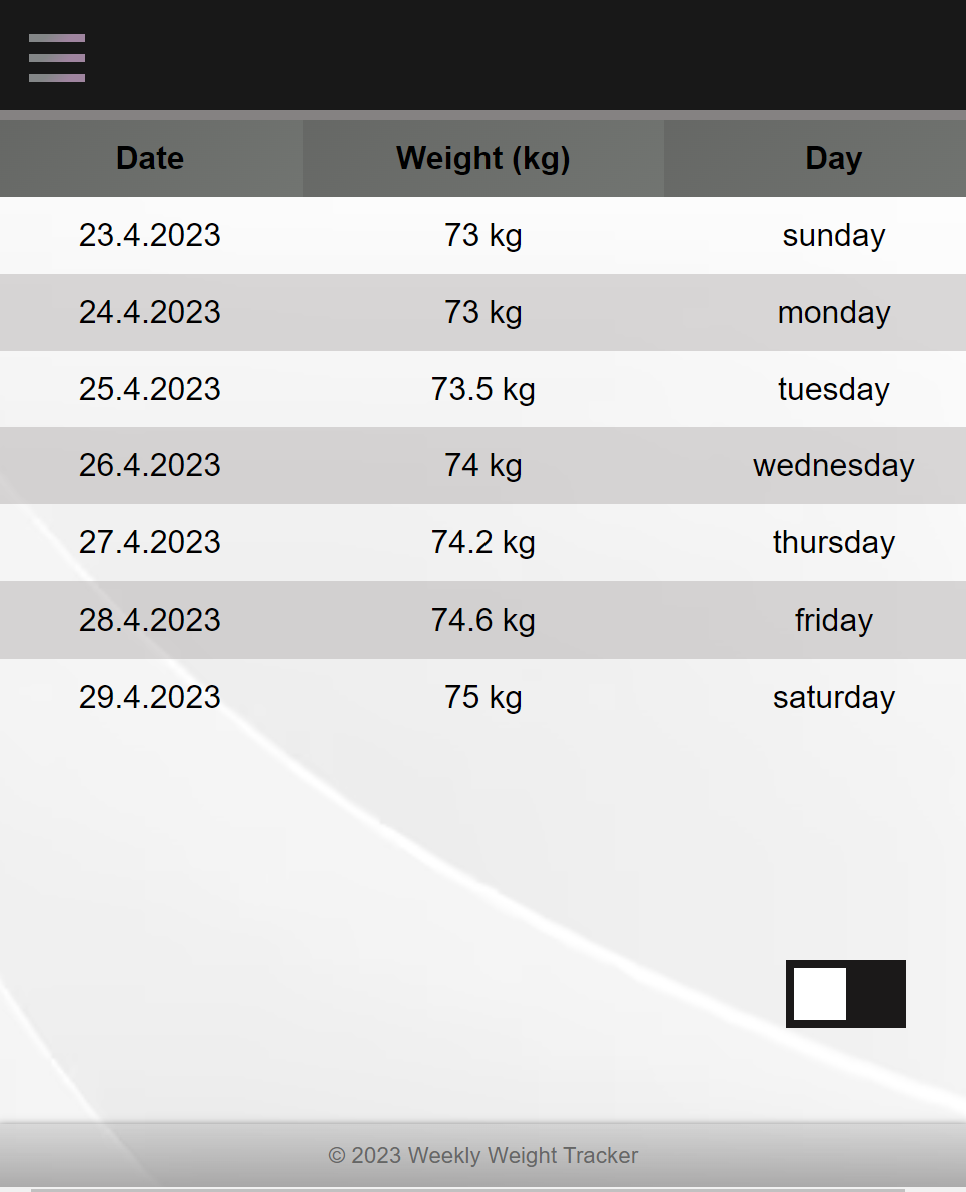 Date Weight (kg) Day
23.4.2023 73 kg sunday
24.4.2023 73 kg monday
25.4.2023 73.5 kg tuesday
26.4.2023 74 kg wednesday
27.4.2023 74.2 kg thursday
28.4.2023 74.6 kg friday
29.4.2023 75 kg saturday
© 2023 Weekly Weight Tracker